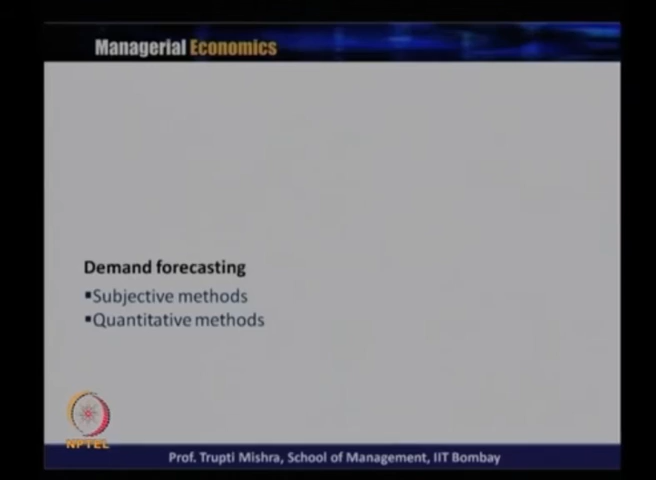 Managerial Economics
Demand forecasting
▪Subjective methods
▪Quantitative methods
NPTEL
Prof. Trupti Mishra, School of Management, IIT Bombay